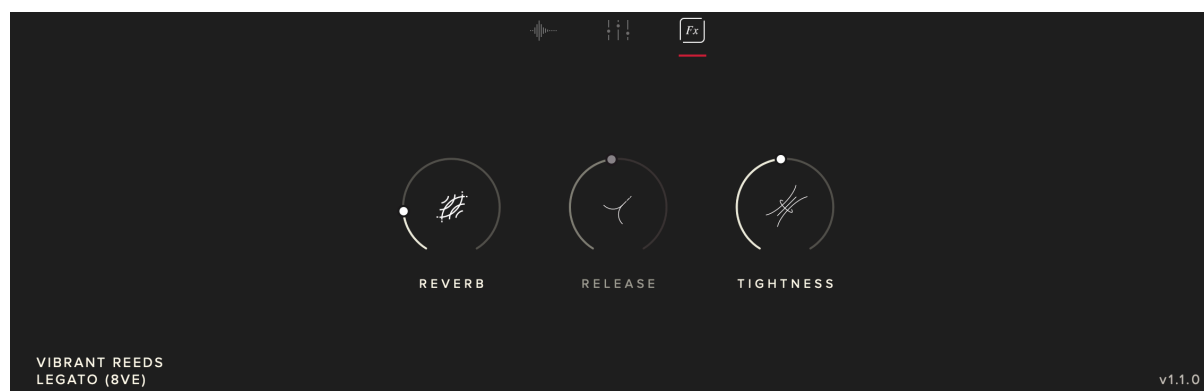 Fx
REVERB
RELEASE
TIGHTNESS
VIBRANT REEDS
LEGATO (8VE)
v1.1.0